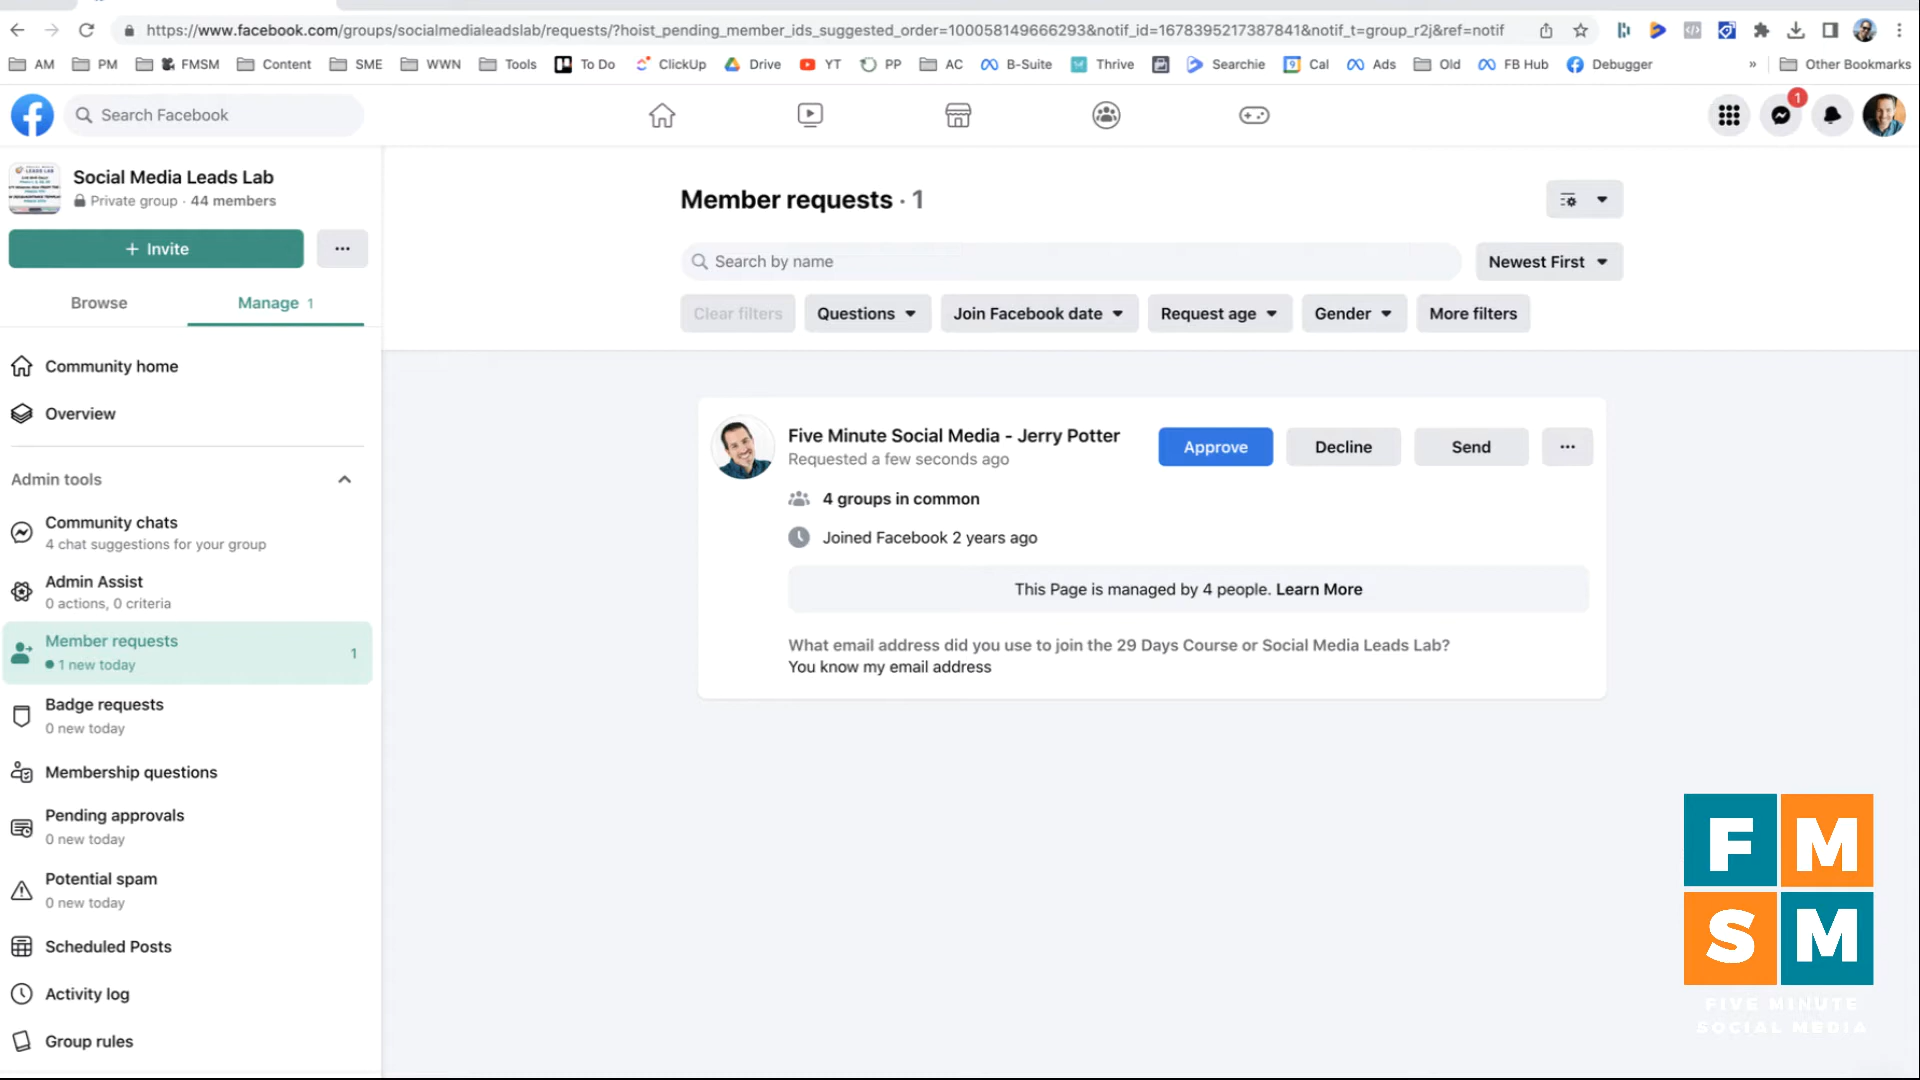 https://www.facebook.com/groups/socialmedialeadslab/requests/?hoist_pending_member_ids_suggested_order=100058149666293&notif_id=1678395217387841&notif_t=group_r2j&ref=notif
AM PM FMSM Content SME WWN Tools To Do ClickUp Drive YT PP AC B-Suite Thrive Searchie 9 Cal Ads Old FB Hub Debugger » Other Bookmarks
Search Facebook
1
Social Media Leads Lab
Private group · 44 members
+ Invite
Browse
Manage 1
Community home
Overview
Admin tools
Community chats
4 chat suggestions for your group
Admin Assist
0 actions, 0 criteria
Member requests
1 new today
1
Badge requests
0 new today
Membership questions
Pending approvals
0 new today
Potential spam
0 new today
Scheduled Posts
Activity log
Group rules
Member requests · 1
Search by name
Newest First
Clear filters
Questions
Join Facebook date
Request age
Gender
More filters
Five Minute Social Media - Jerry Potter
Requested a few seconds ago
Approve
Decline
Send
4 groups in common
Joined Facebook 2 years ago
This Page is managed by 4 people. Learn More
What email address did you use to join the 29 Days Course or Social Media Leads Lab?
You know my email address
F M
S M
FIVE MINUTE
SOCIAL MEDIA